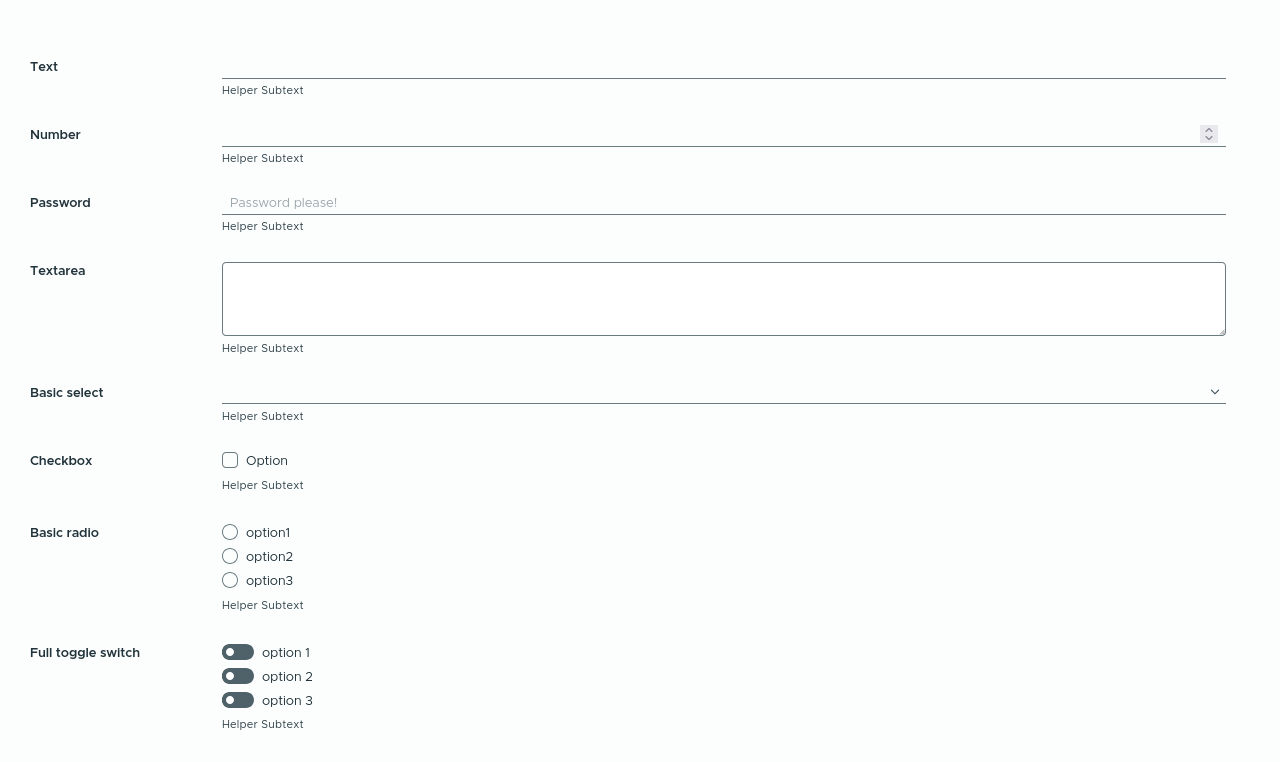 Text
Helper Subtext
Number
Helper Subtext
Password
Password please!
Helper Subtext
Textarea
Helper Subtext
Basic select
Helper Subtext
Checkbox
Option
Helper Subtext
Basic radio
option1
option2
option3
Helper Subtext
Full toggle switch
option 1
option 2
option 3
Helper Subtext